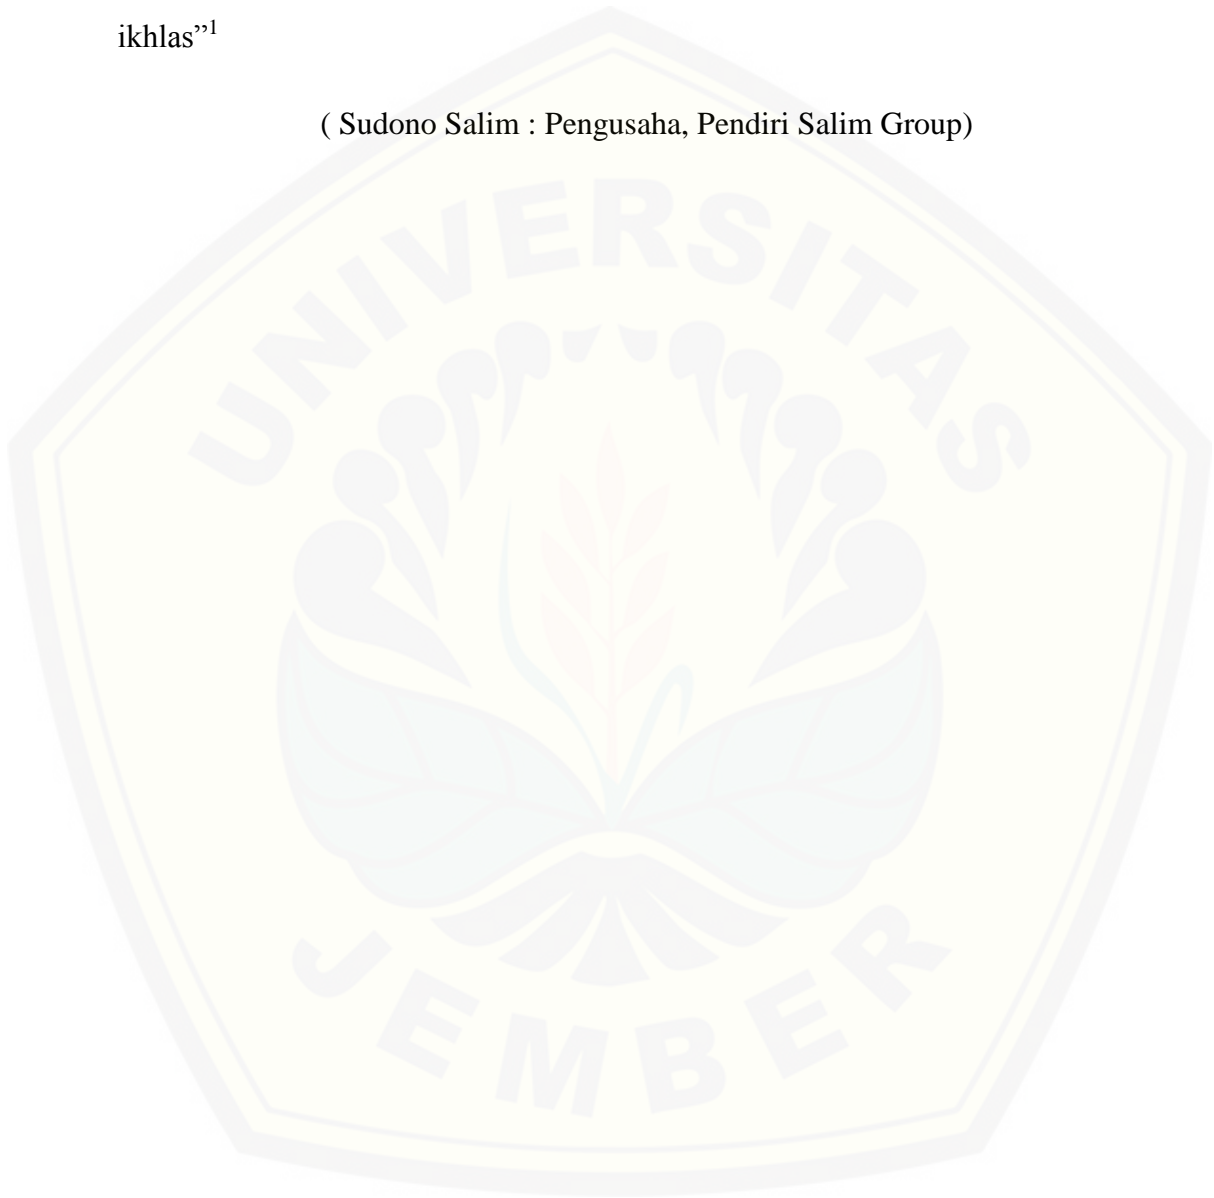 ikhlas”¹
( Sudono Salim : Pengusaha, Pendiri Salim Group)
UNIVERSITAS
JEMBER